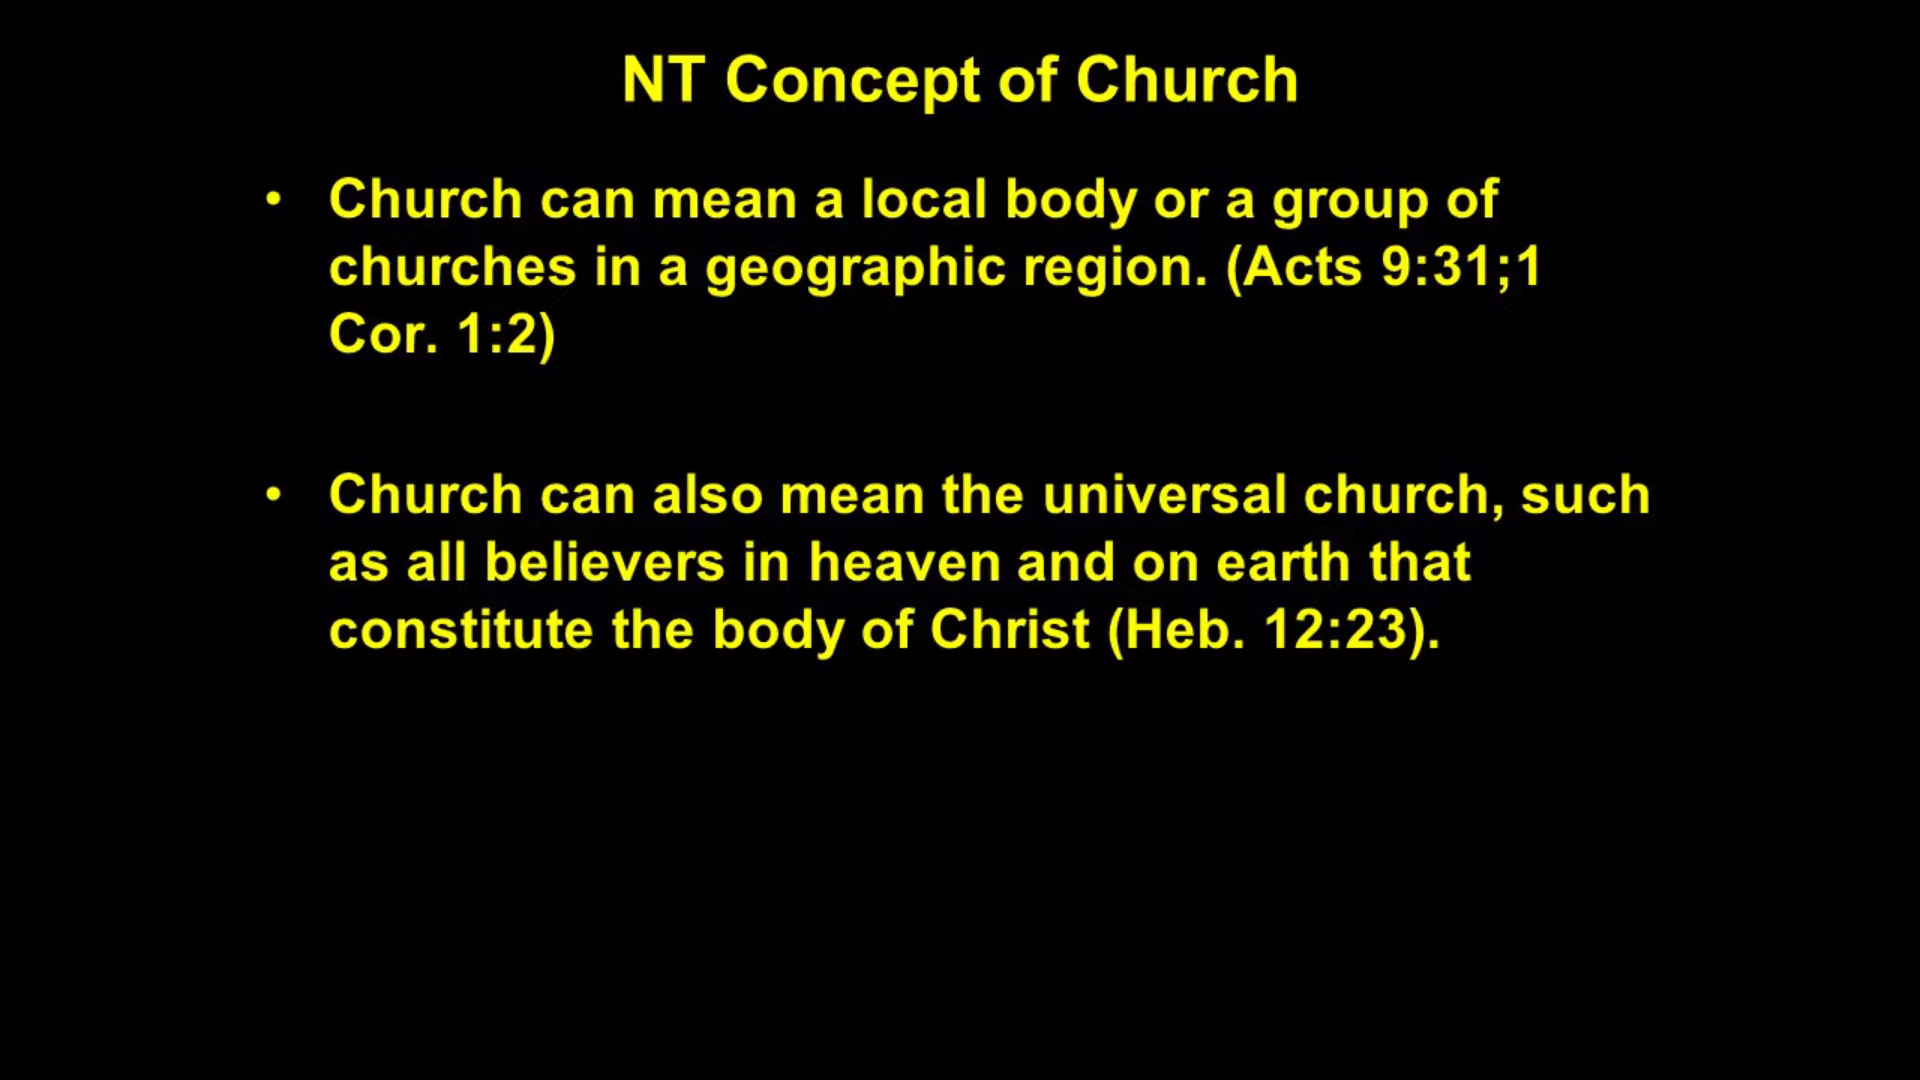 NT Concept of Church
• Church can mean a local body or a group of
churches in a geographic region. (Acts 9:31;1
Cor. 1:2)
• Church can also mean the universal church, such
as all believers in heaven and on earth that
constitute the body of Christ (Heb. 12:23).